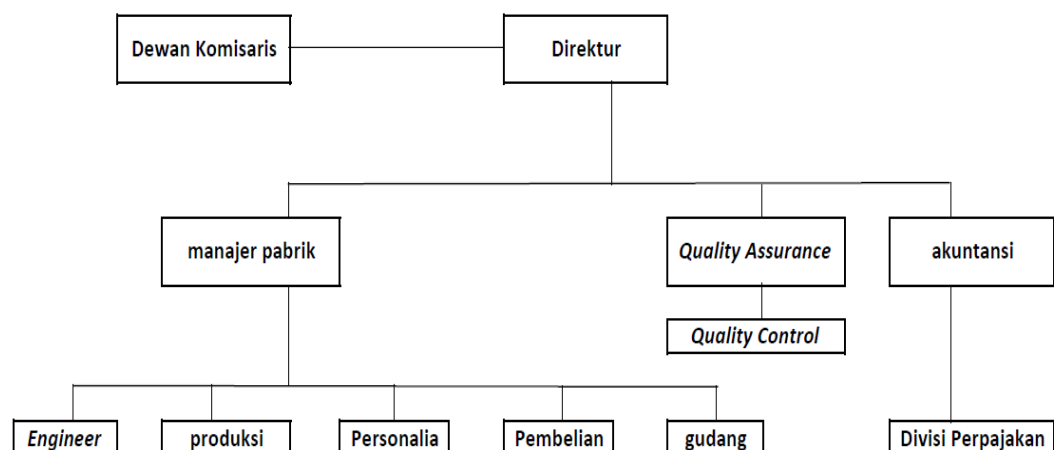 Dewan Komisaris
Direktur
manajer pabrik
Quality Assurance
akuntansi
Quality Control
Engineer
produksi
Personalia
Pembelian
gudang
Divisi Perpajakan